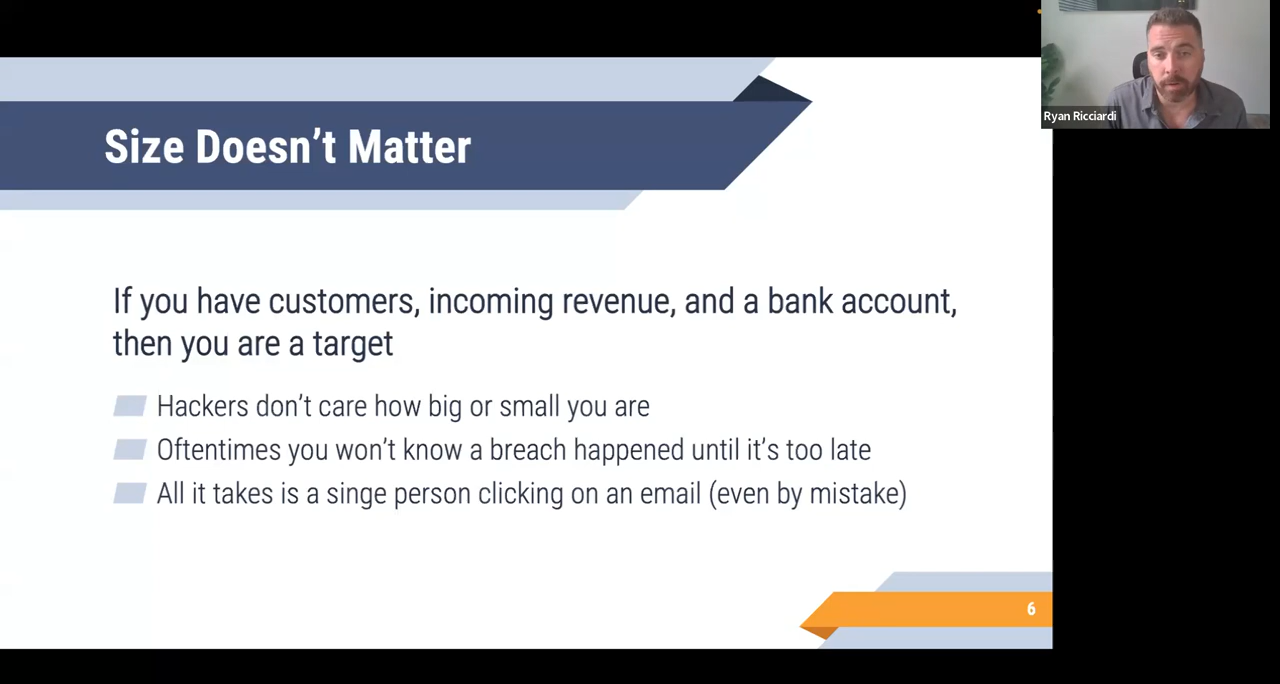 Ryan Ricciardi
Size Doesn’t Matter
If you have customers, incoming revenue, and a bank account,
then you are a target
Hackers don’t care how big or small you are
Oftentimes you won’t know a breach happened until it’s too late
All it takes is a singe person clicking on an email (even by mistake)
6